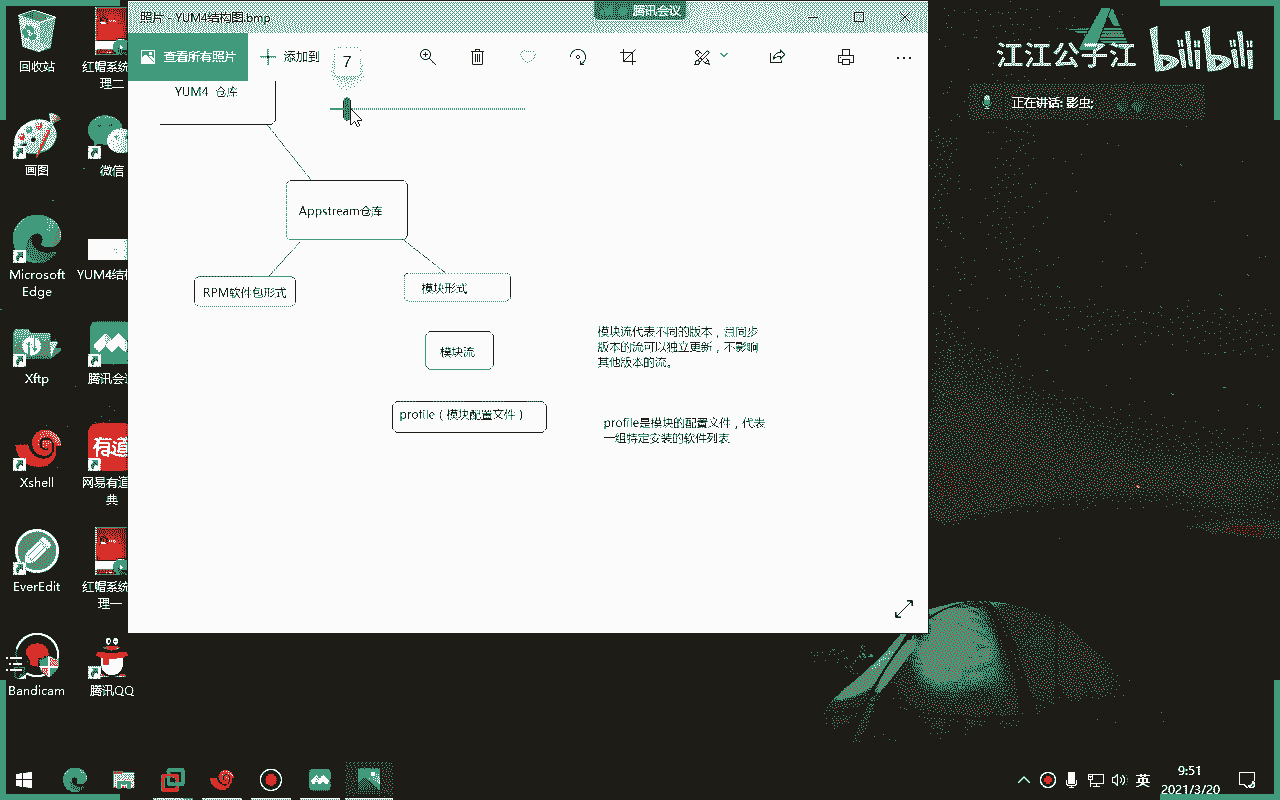 照片 - YUM4结构图.bmp
腾讯会议
查看所有照片
添加到
7
YUM4 仓库
Appstream仓库
RPM软件包形式
模块形式
模块流
模块流代表不同的版本，且同步
版本的流可以独立更新，不影响
其他版本的流。
profile（模块配置文件）
profile是模块的配置文件，代表
一组特定安装的软件列表
江江公子江
bilibili
正在讲话: 影虫;
回收站
红帽系统
理二
画图
微信
Microsoft
Edge
YUM4结构
Xftp
腾讯会议
Xshell
有道
网易有道
典
EverEdit
红帽系统
理一
Bandicam
腾讯QQ
英
9:51
2021/3/20